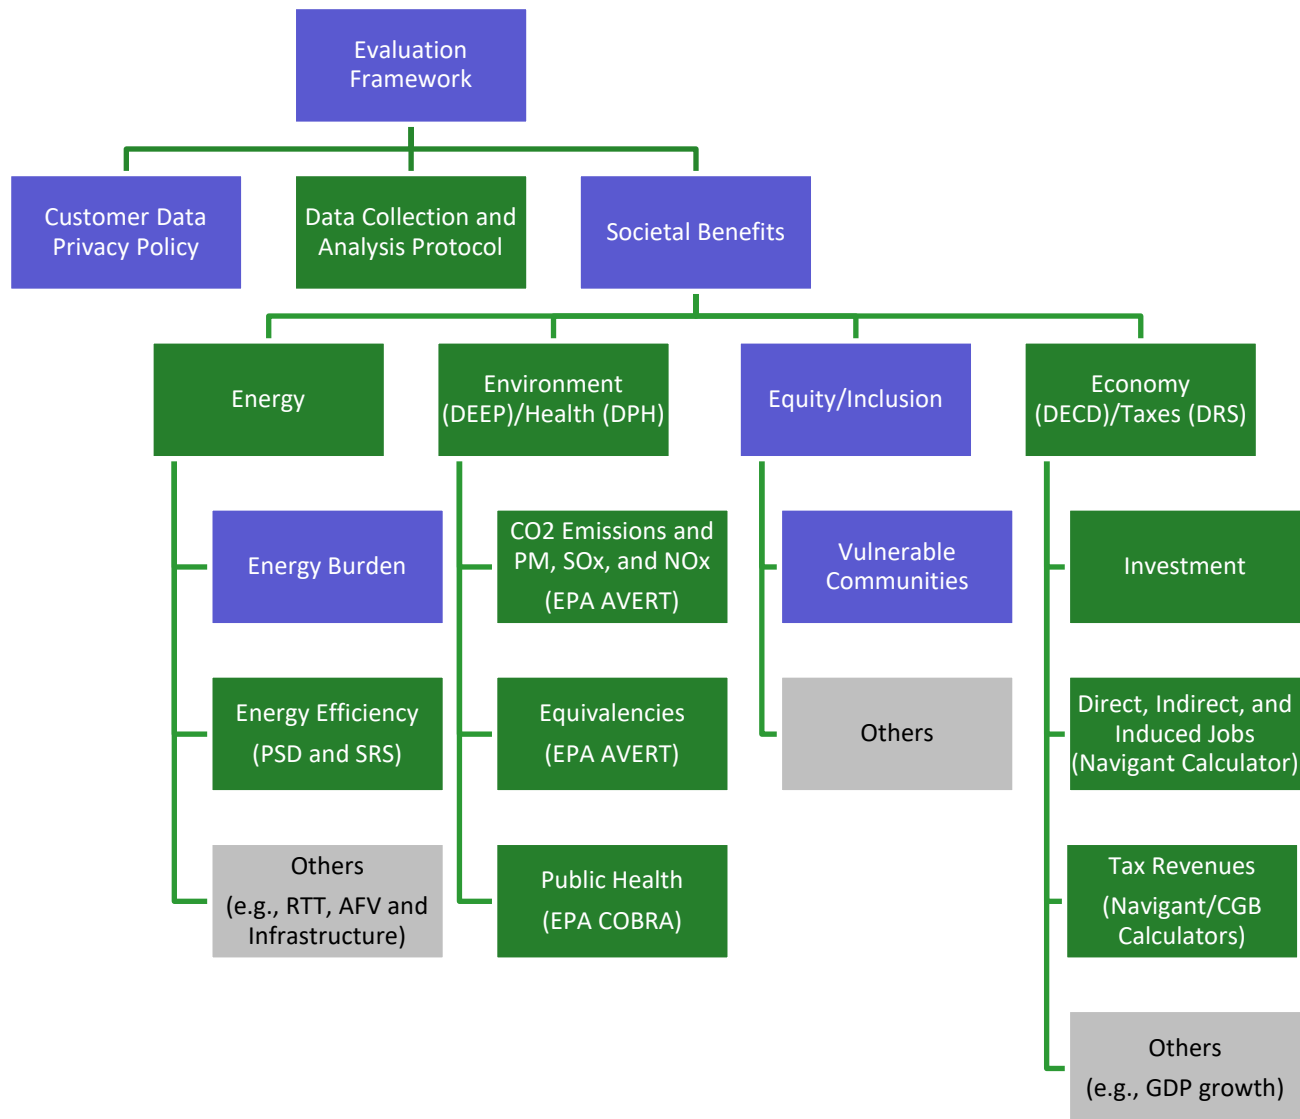 Evaluation
Framework
Customer Data
Privacy Policy
Data Collection and
Analysis Protocol
Societal Benefits
Energy
Environment
(DEEP)/Health (DPH)
Equity/Inclusion
Economy
(DECD)/Taxes (DRS)
Energy Burden
CO2 Emissions and
PM, SOx, and NOx
(EPA AVERT)
Vulnerable
Communities
Investment
Energy Efficiency
(PSD and SRS)
Equivalencies
(EPA AVERT)
Others
Direct, Indirect, and
Induced Jobs
(Navigant Calculator)
Others
(e.g., RTT, AFV and
Infrastructure)
Public Health
(EPA COBRA)
Tax Revenues
(Navigant/CGB
Calculators)
Others
(e.g., GDP growth)